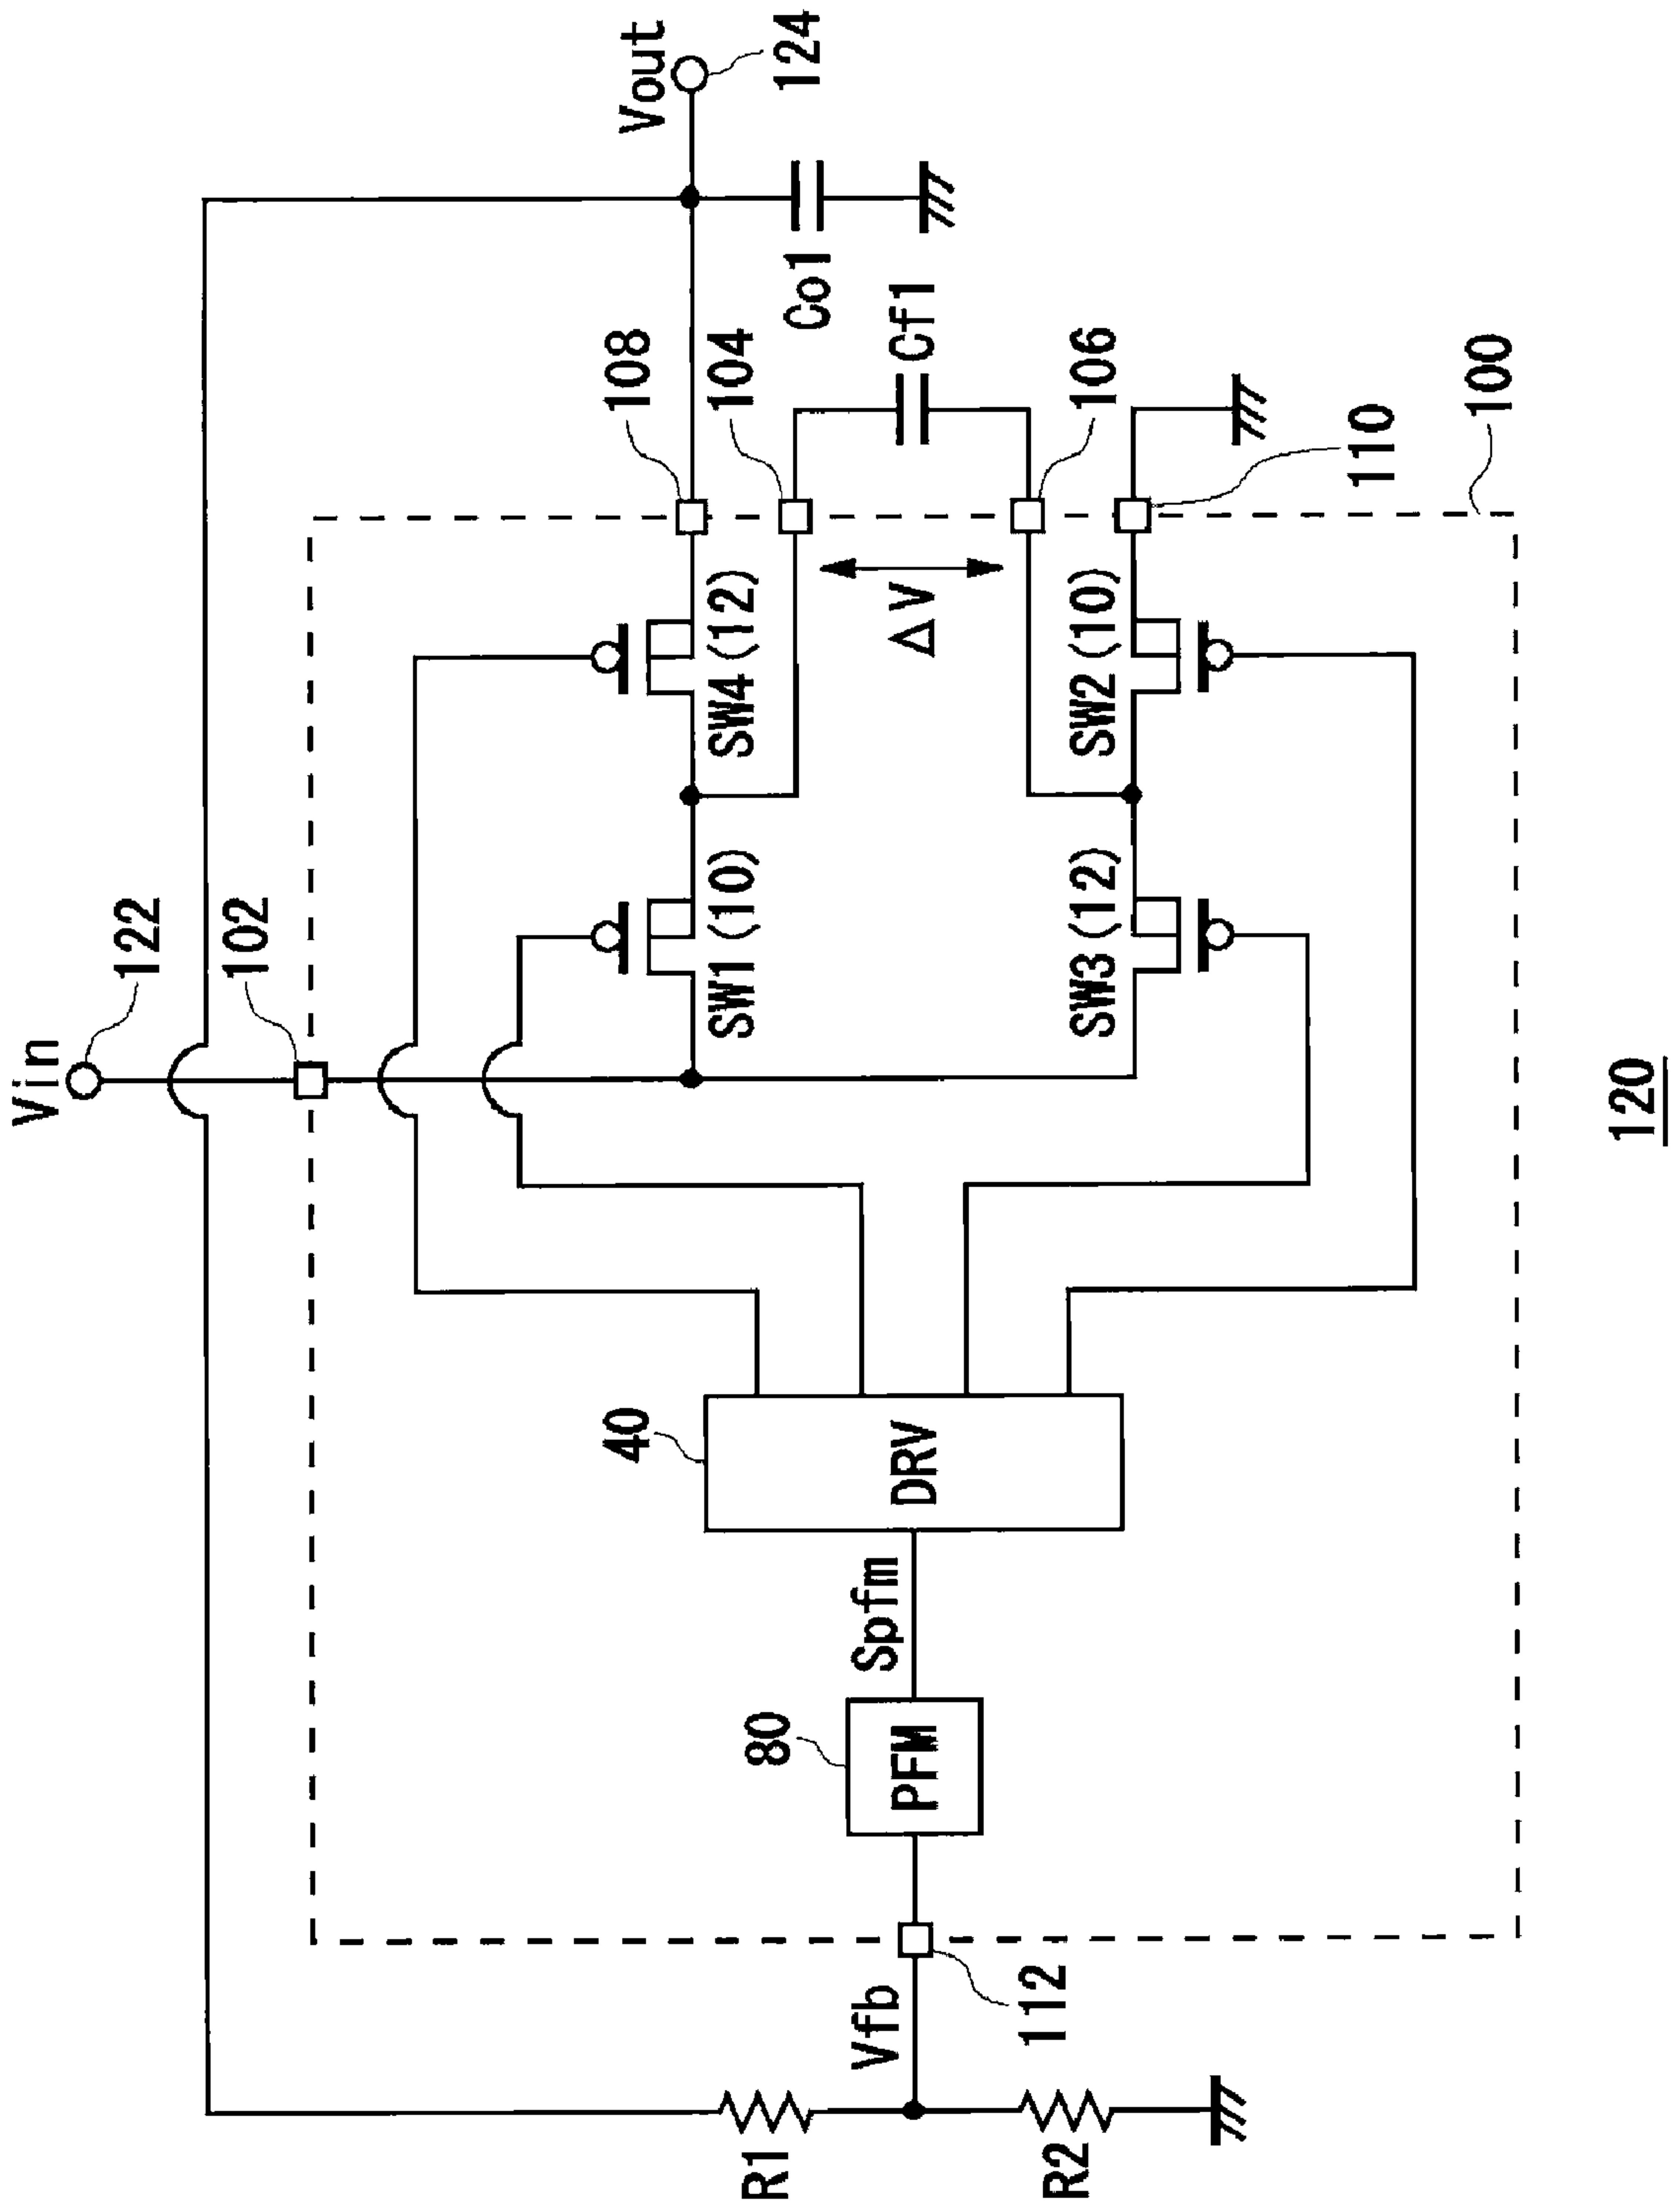 Vin
122
102
Vout
124
108
104
Co1
Cf1
106
110
100
SW1(10)
SW4(12)
ΔV
SW3(12)
SW2(10)
40
DRV
Spfm
80
PFM
Vfb
112
R1
R2
120